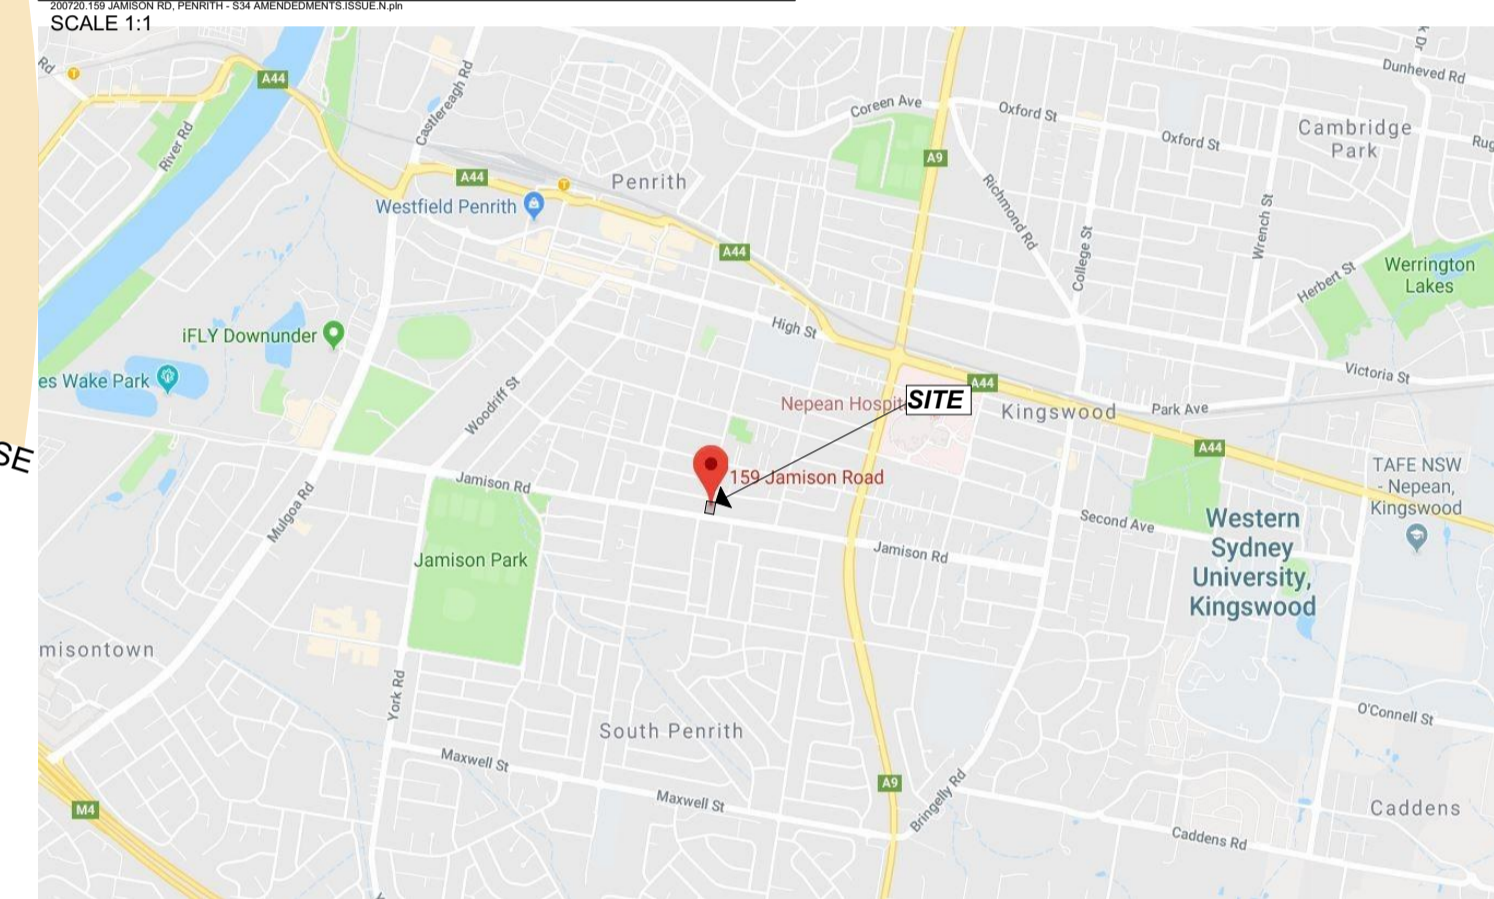 200720.159 JAMISON RD, PENRITH - S34 AMENDEDMENTS.ISSUE.N.pln
SCALE 1:1
Rd
T
A44
River Rd
Castlereagh Rd
Coreen Ave
Oxford St
Oxford St
Dunheved Rd
k Dr
Cambridge
Park
Rug
A9
A44
T
Penrith
Westfield Penrith
Richmond Rd
College St
Wrench St
A44
Herbert St
Werrington
Lakes
iFLY Downunder
High St
es Wake Park
Woodriff St
Victoria St
A44
Nepean Hospit
SITE
Kingswood
Park Ave
A44
SE
Mulgoa Rd
Jamison Rd
159 Jamison Road
TAFE NSW
- Nepean,
Kingswood
Second Ave
Western
Sydney
University,
Kingswood
Jamison Park
Jamison Rd
misontown
York Rd
South Penrith
O'Connell St
Maxwell St
Maxwell St
A9
Bringelly Rd
M4
Caddens
Caddens Rd